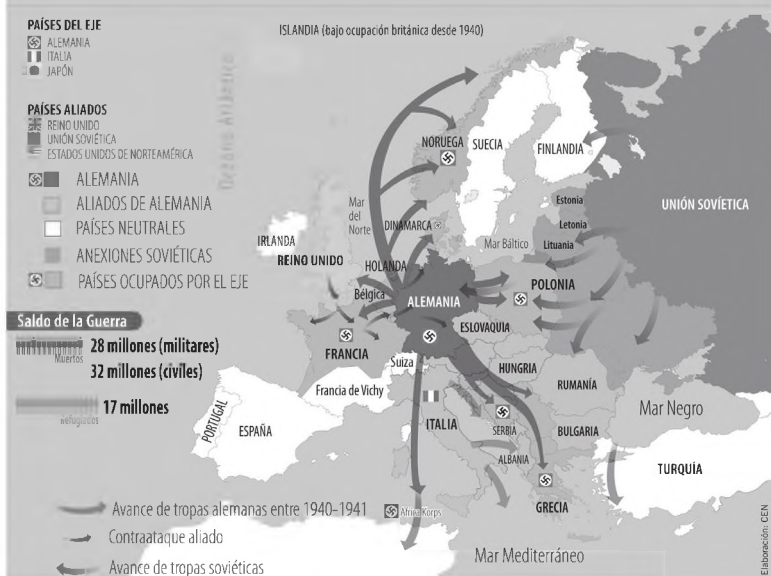 PAÍSES DEL EJE
ALEMANIA
ITALIA
JAPÓN
PAÍSES ALIADOS
REINO UNIDO
UNIÓN SOVIÉTICA
ESTADOS UNIDOS DE NORTEAMÉRICA
ALEMANIA
ALIADOS DE ALEMANIA
PAÍSES NEUTRALES
ANEXIONES SOVIÉTICAS
PAÍSES OCUPADOS POR EL EJE
Saldo de la Guerra
Muertos
28 millones (militares)
32 millones (civiles)
Refugiados
17 millones
ISLANDIA (bajo ocupación británica desde 1940)
Océano Atlántico
NORUEGA
SUECIA
FINLANDIA
Mar
del
Norte
DINAMARCA
Estonia
Letonia
Lituania
UNIÓN SOVÍETICA
IRLANDA
REINO UNIDO
HOLANDA
Mar Báltico
Bélgica
ALEMANIA
POLONIA
ESLOVAQUIA
FRANCIA
Suiza
HUNGRIA
RUMANÍA
Francia de Vichy
PORTUGAL
ESPAÑA
ITALIA
SERBIA
Mar Negro
BULGARIA
ALBANIA
TURQUÍA
GRECIA
Africa Korps
Mar Mediterráneo
Avance de tropas alemanas entre 1940-1941
Contraataque aliado
Avance de tropas soviéticas
Elaboración: CEN